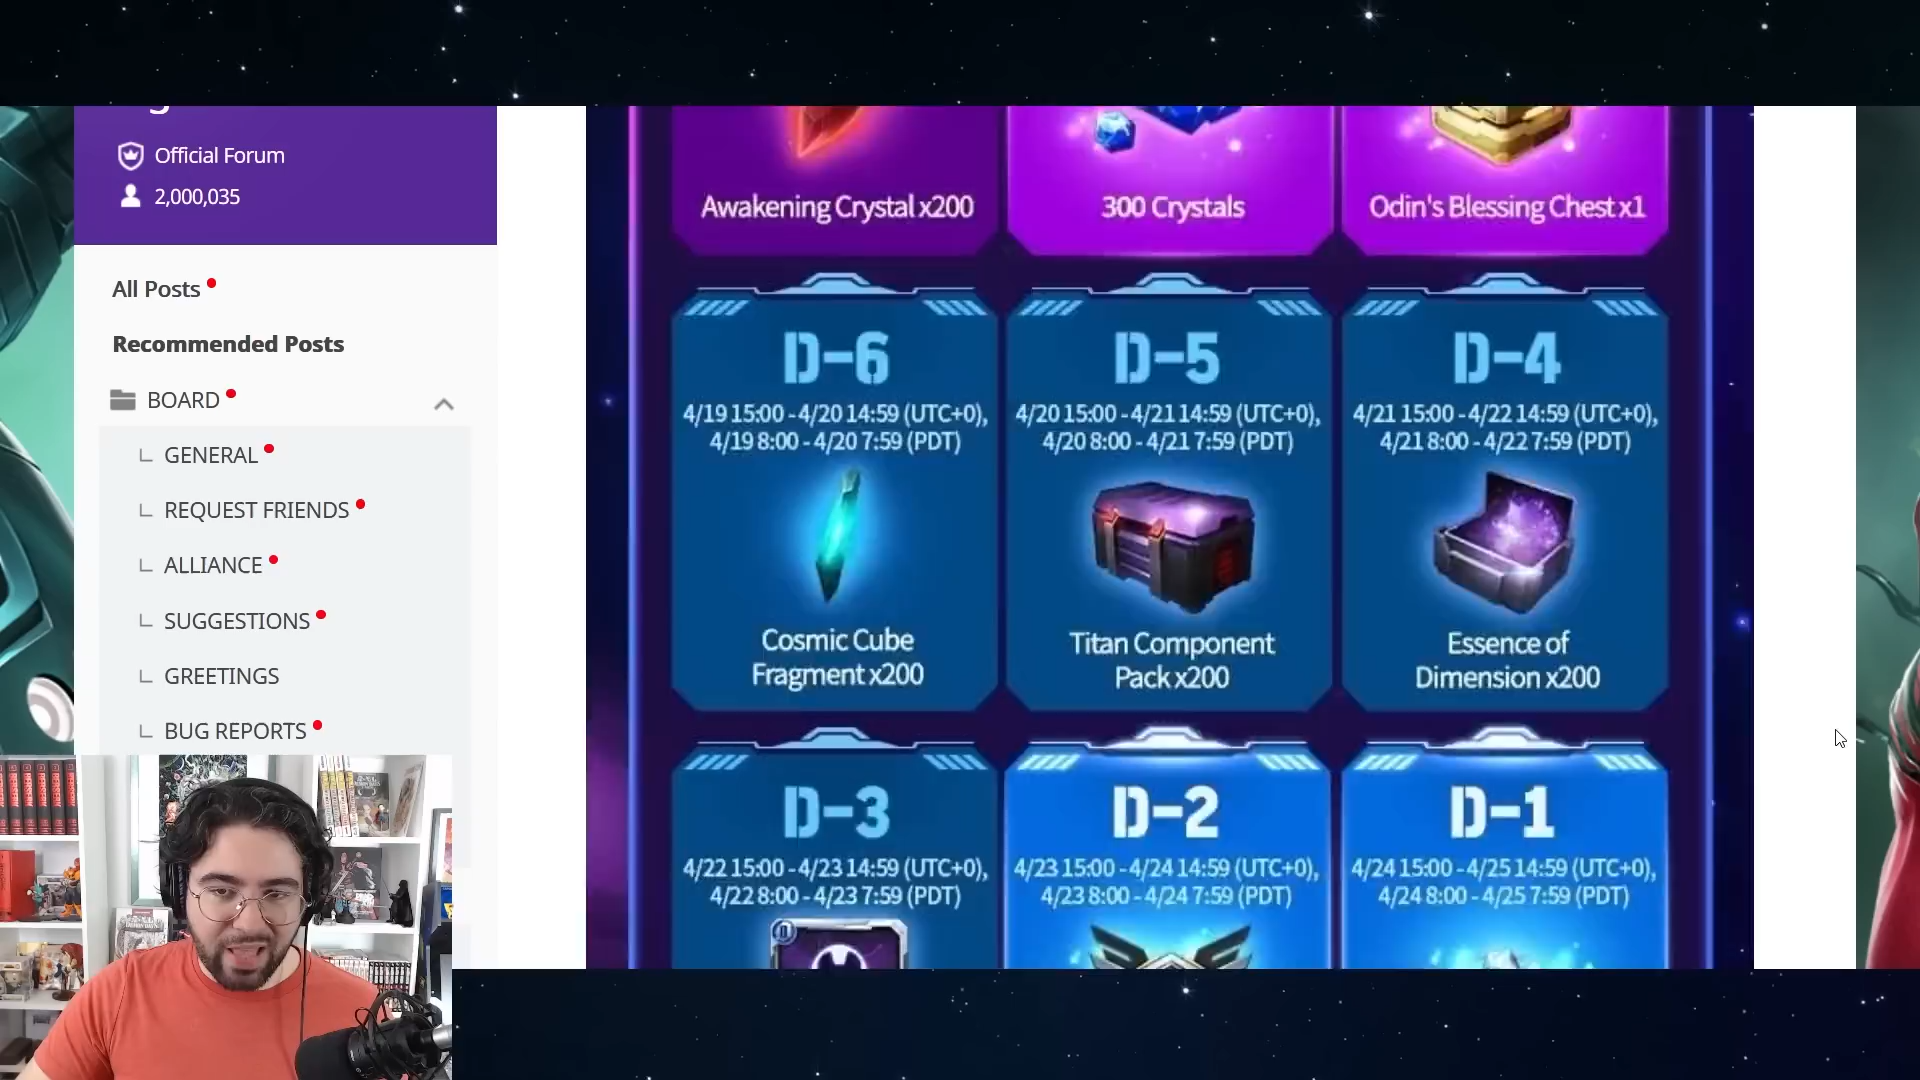 Official Forum
2,000,035
All Posts
Recommended Posts
BOARD
GENERAL
REQUEST FRIENDS
ALLIANCE
SUGGESTIONS
GREETINGS
BUG REPORTS
Awakening Crystal x200
300 Crystals
Odin's Blessing Chest x1
D-6
4/19 15:00 - 4/20 14:59 (UTC+0),
4/19 8:00 - 4/20 7:59 (PDT)
Cosmic Cube
Fragment x200
D-5
4/20 15:00 - 4/21 14:59 (UTC+0),
4/20 8:00 - 4/21 7:59 (PDT)
Titan Component
Pack x200
D-4
4/21 15:00 - 4/22 14:59 (UTC+0),
4/21 8:00 - 4/22 7:59 (PDT)
Essence of
Dimension x200
D-3
4/22 15:00 - 4/23 14:59 (UTC+0),
4/22 8:00 - 4/23 7:59 (PDT)
D-2
4/23 15:00 - 4/24 14:59 (UTC+0),
4/23 8:00 - 4/24 7:59 (PDT)
D-1
4/24 15:00 - 4/25 14:59 (UTC+0),
4/24 8:00 - 4/25 7:59 (PDT)